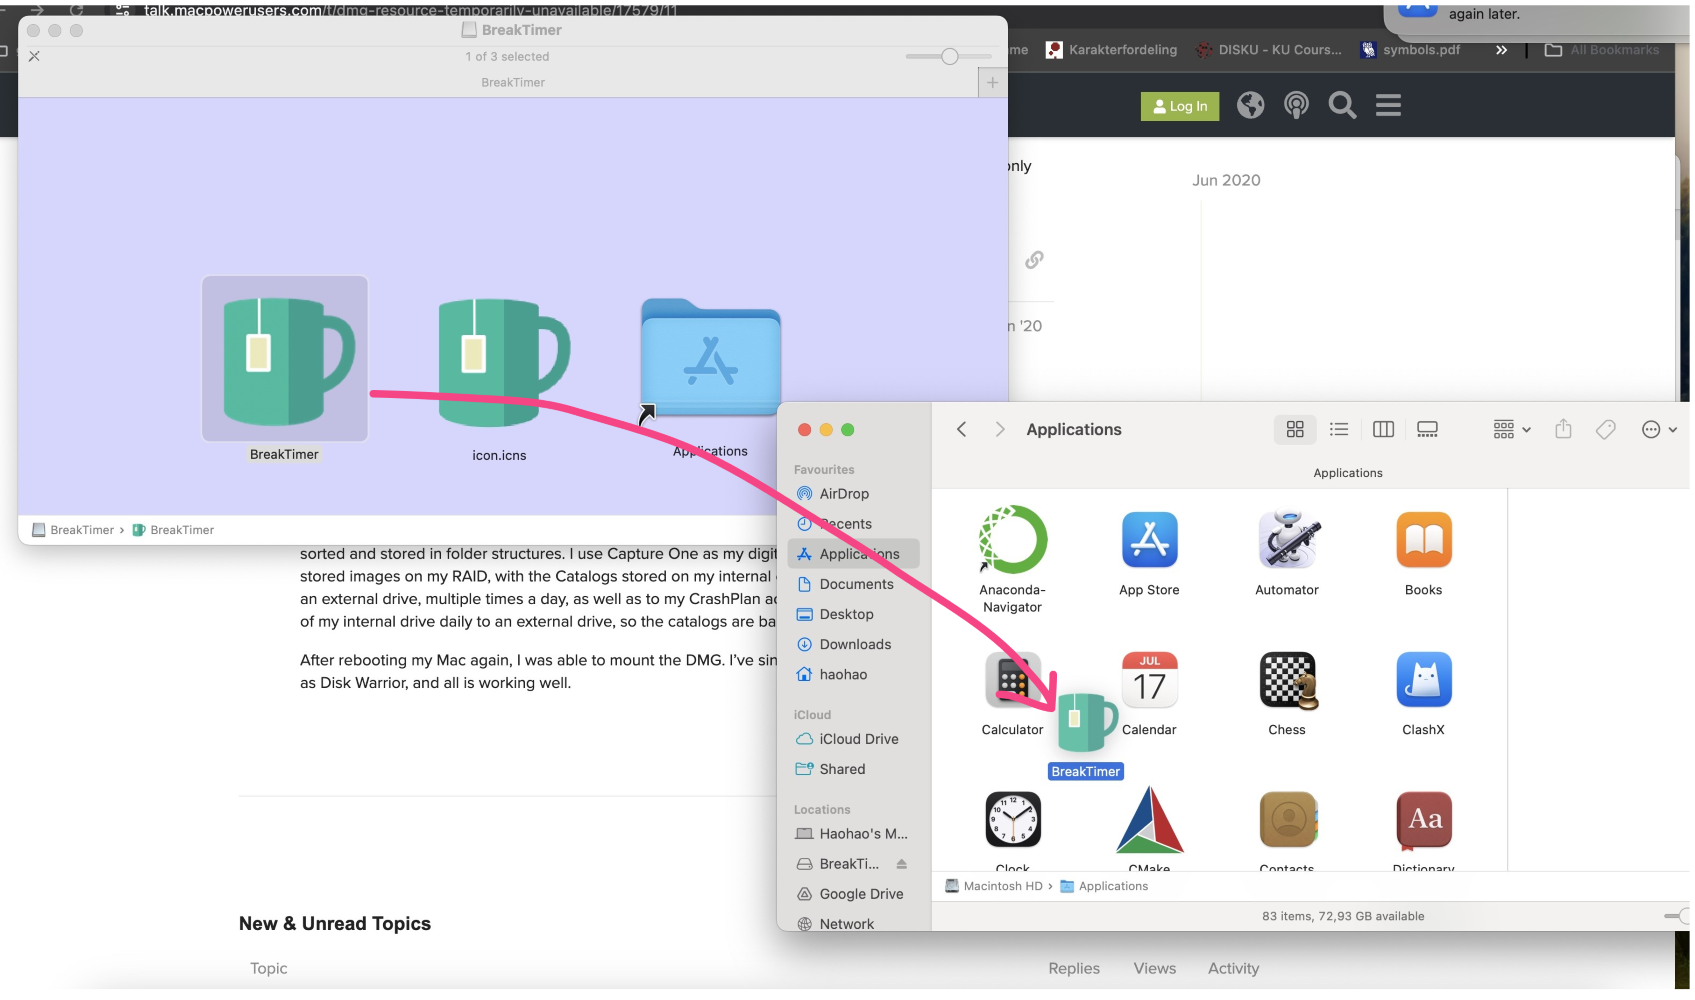 talk.macpowerusers.com/t/dmg-resource-temporarily-unavailable/17579/11
again later.
BreakTimer
1 of 3 selected
BreakTimer
me
Karakterfordeling
DISKU - KU Cours...
symbols.pdf
»
All Bookmarks
Log In
only
Jun 2020
n '20
BreakTimer
icon.icns
Applications
BreakTimer › BreakTimer
sorted and stored in folder structures. I use Capture One as my digit
stored images on my RAID, with the Catalogs stored on my internal
an external drive, multiple times a day, as well as to my CrashPlan ac
of my internal drive daily to an external drive, so the catalogs are ba
After rebooting my Mac again, I was able to mount the DMG. I've sin
as Disk Warrior, and all is working well.
New & Unread Topics
Topic
Replies
Views
Activity
Applications
Applications
Favourites
AirDrop
Recents
Applications
Documents
Desktop
Downloads
haohao
iCloud
iCloud Drive
Shared
Locations
Haohao's M...
BreakTi...
Google Drive
Network
Anaconda-
Navigator
App Store
Automator
Books
JUL
17
Calculator
Calendar
Chess
ClashX
BreakTimer
Aa
Clock
CMake
Contacts
Dictionary
Macintosh HD › Applications
83 items, 72,93 GB available